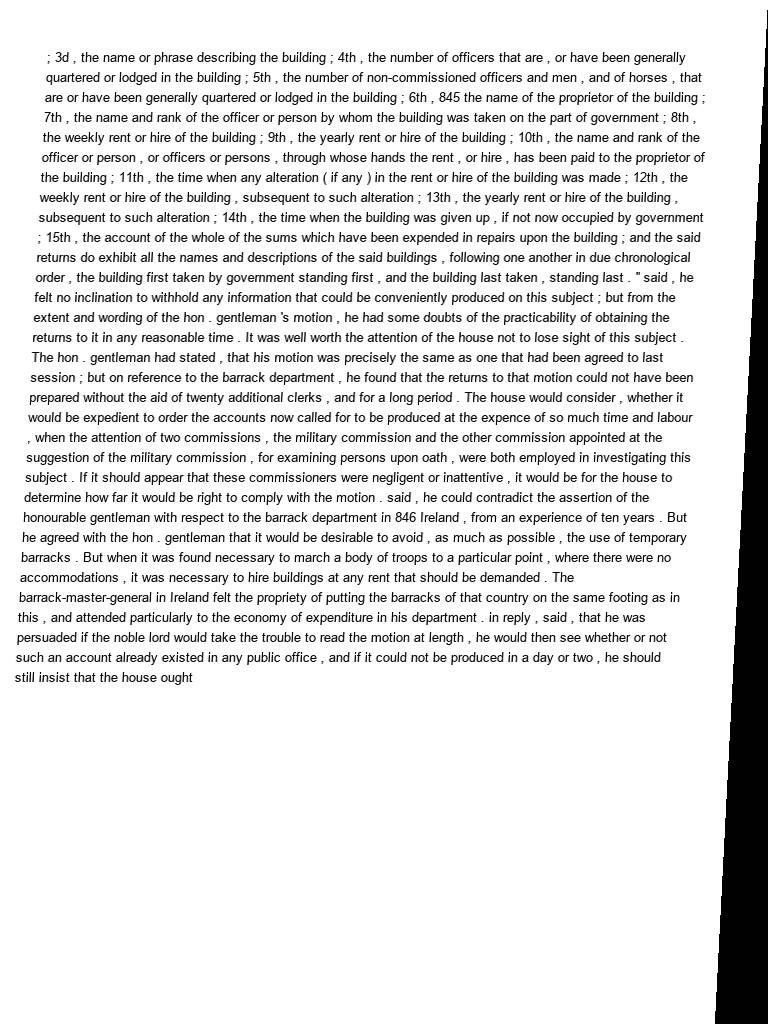 ; 3d , the name or phrase describing the building ; 4th , the number of officers that are , or have been generally
quartered or lodged in the building ; 5th , the number of non-commissioned officers and men , and of horses , that
are or have been generally quartered or lodged in the building ; 6th , 845 the name of the proprietor of the building ;
7th , the name and rank of the officer or person by whom the building was taken on the part of government ; 8th ,
the weekly rent or hire of the building ; 9th , the yearly rent or hire of the building ; 10th , the name and rank of the
officer or person , or officers or persons , through whose hands the rent , or hire , has been paid to the proprietor of
the building ; 11th , the time when any alteration ( if any ) in the rent or hire of the building was made ; 12th , the
weekly rent or hire of the building , subsequent to such alteration ; 13th , the yearly rent or hire of the building ,
subsequent to such alteration ; 14th , the time when the building was given up , if not now occupied by government
; 15th , the account of the whole of the sums which have been expended in repairs upon the building ; and the said
returns do exhibit all the names and descriptions of the said buildings , following one another in due chronological
order , the building first taken by government standing first , and the building last taken , standing last . " said , he
felt no inclination to withhold any information that could be conveniently produced on this subject ; but from the
extent and wording of the hon . gentleman 's motion , he had some doubts of the practicability of obtaining the
returns to it in any reasonable time . It was well worth the attention of the house not to lose sight of this subject .
The hon . gentleman had stated , that his motion was precisely the same as one that had been agreed to last
session ; but on reference to the barrack department , he found that the returns to that motion could not have been
prepared without the aid of twenty additional clerks , and for a long period . The house would consider , whether it
would be expedient to order the accounts now called for to be produced at the expence of so much time and labour
, when the attention of two commissions , the military commission and the other commission appointed at the
suggestion of the military commission , for examining persons upon oath , were both employed in investigating this
subject . If it should appear that these commissioners were negligent or inattentive , it would be for the house to
determine how far it would be right to comply with the motion . said , he could contradict the assertion of the
honourable gentleman with respect to the barrack department in 846 Ireland , from an experience of ten years . But
he agreed with the hon . gentleman that it would be desirable to avoid , as much as possible , the use of temporary
barracks . But when it was found necessary to march a body of troops to a particular point , where there were no
accommodations , it was necessary to hire buildings at any rent that should be demanded . The
barrack-master-general in Ireland felt the propriety of putting the barracks of that country on the same footing as in
this , and attended particularly to the economy of expenditure in his department . in reply , said , that he was
persuaded if the noble lord would take the trouble to read the motion at length , he would then see whether or not
such an account already existed in any public office , and if it could not be produced in a day or two , he should
still insist that the house ought